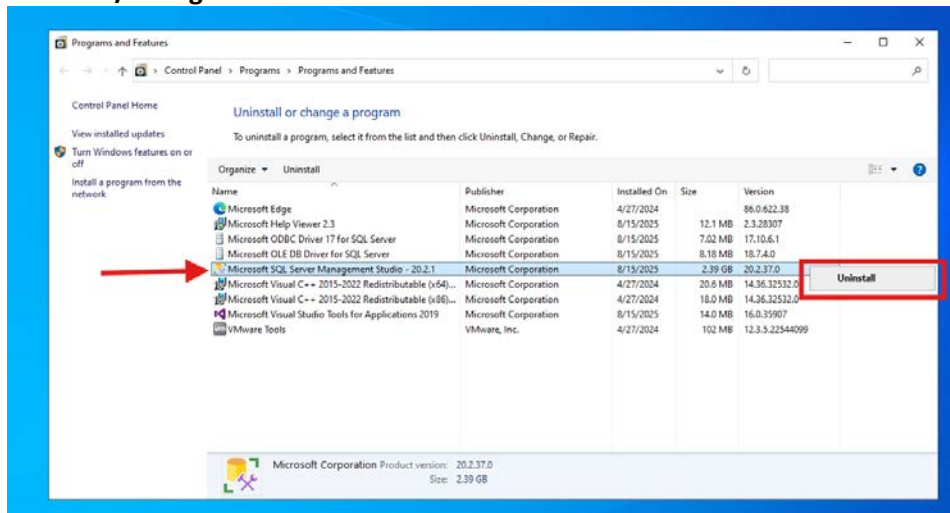 Programs and Features
Control Panel > Programs > Programs and Features
Control Panel Home
View installed updates
Turn Windows features on or off
Install a program from the network
Uninstall or change a program
To uninstall a program, select it from the list and then click Uninstall, Change, or Repair.
Organize Uninstall
Name Publisher Installed On Size Version
Microsoft Edge Microsoft Corporation 4/27/2024 86.0.622.38
Microsoft Help Viewer 2.3 Microsoft Corporation 8/15/2025 12.1 MB 2.3.28307
Microsoft ODBC Driver 17 for SQL Server Microsoft Corporation 8/15/2025 7.02 MB 17.10.6.1
Microsoft OLE DB Driver for SQL Server Microsoft Corporation 8/15/2025 8.18 MB 18.7.4.0
Microsoft SQL Server Management Studio - 20.2.1 Microsoft Corporation 8/15/2025 2.39 GB 20.2.37.0
Uninstall
Microsoft Visual C++ 2015-2022 Redistributable (x64)... Microsoft Corporation 4/27/2024 20.6 MB 14.36.32532.0
Microsoft Visual C++ 2015-2022 Redistributable (x86)... Microsoft Corporation 4/27/2024 18.0 MB 14.36.32532.0
Microsoft Visual Studio Tools for Applications 2019 Microsoft Corporation 8/15/2025 14.0 MB 16.0.35907
VMware Tools VMware, Inc. 4/27/2024 102 MB 12.3.5.22544099
Microsoft Corporation Product version: 20.2.37.0
Size: 2.39 GB